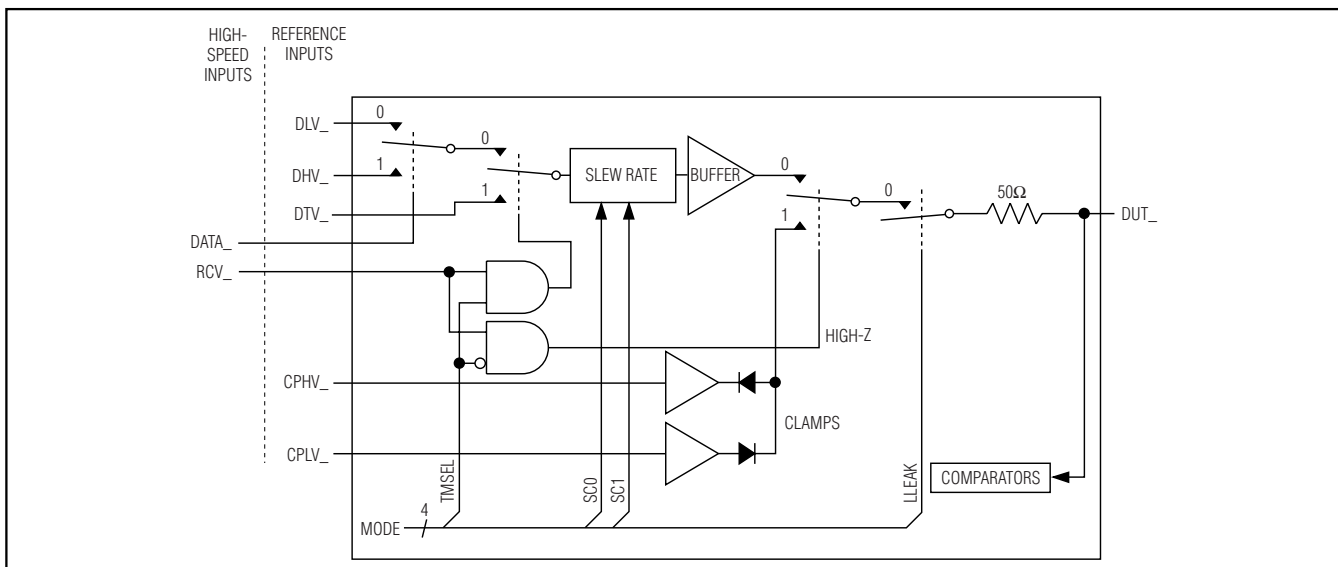 HIGH-
SPEED
INPUTS
REFERENCE
INPUTS
DLV_
0
DHV_
1
0
DTV_
1
DATA_
RCV_
SLEW RATE
BUFFER
0
1
0
50Ω
DUT_
HIGH-Z
CPHV_
CLAMPS
CPLV_
TMSEL
SC0
SC1
LLEAK
COMPARATORS
MODE
4